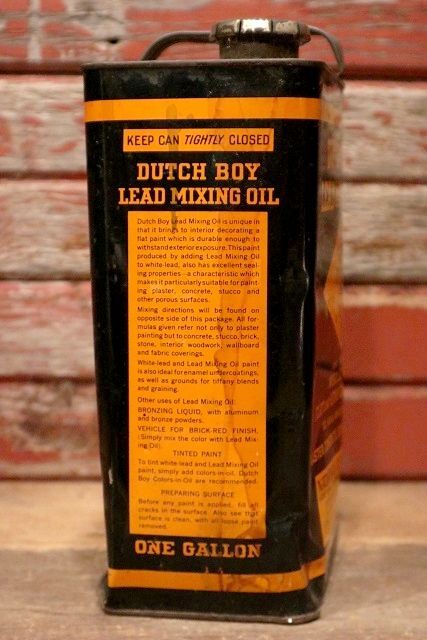 KEEP CAN TIGHTLY CLOSED
DUTCH BOY
LEAD MIXING OIL
Dutch Boy Lead Mixing Oil is unique in
that it brings to interior decorating a
flat paint which is durable enough to
withstand exterior exposure. This paint
produced by adding Lead Mixing Oil
to white-lead, also has excellent seal-
ing properties—a characteristic which
makes it particularly suitable for paint-
ing plaster, concrete, stucco and
other porous surfaces.
Mixing directions will be found on
opposite side of this package. All for-
mulas given refer not only to plaster
painting but to concrete, stucco, brick,
stone, interior woodwork, wallboard
and fabric coverings.
White-lead and Lead Mixing Oil paint
is also ideal for enamel undercoatings,
as well as grounds for tiffany blends
and graining.
Other uses of Lead Mixing Oil:
BRONZING LIQUID, with aluminum
and bronze powders.
VEHICLE FOR BRICK-RED FINISH,
(Simply mix the color with Lead Mix-
ing Oil).
TINTED PAINT
To tint white lead and Lead Mixing Oil
paint, simply add colors-in-oil. Dutch
Boy Colors-in-Oil are recommended.
PREPARING SURFACE
Before any paint is applied, fill all
cracks in the surface. Also see that
surface is clean, with all loose paint
removed.
ONE GALLON